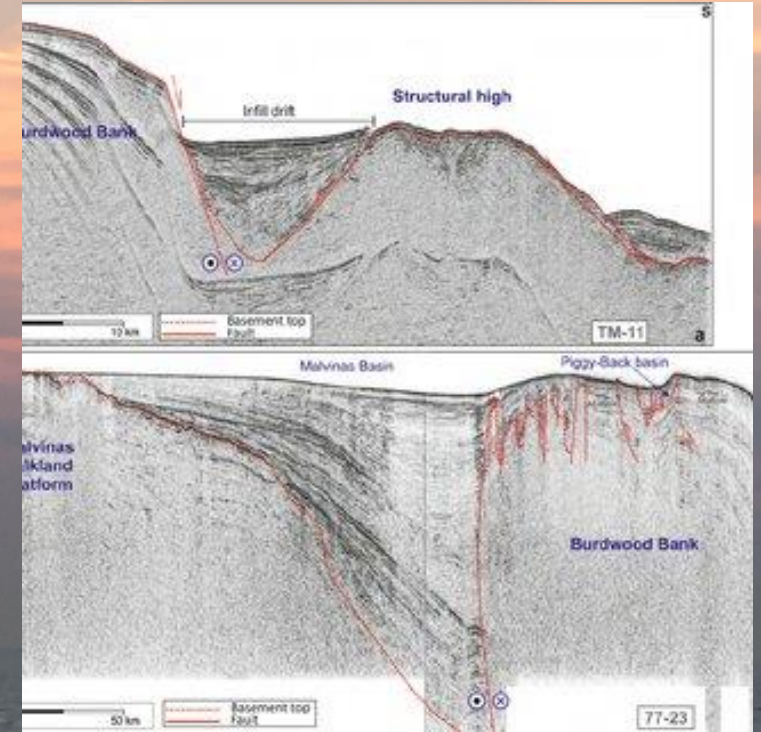 S
Infill drift
Structural high
urdwood Bank
10 km
Basement top
Fault
TM-11
a
Malvinas Basin
Piggy-Back basin
alvinas
lkland
atform
Burdwood Bank
50 km
Basement top
Fault
77-23